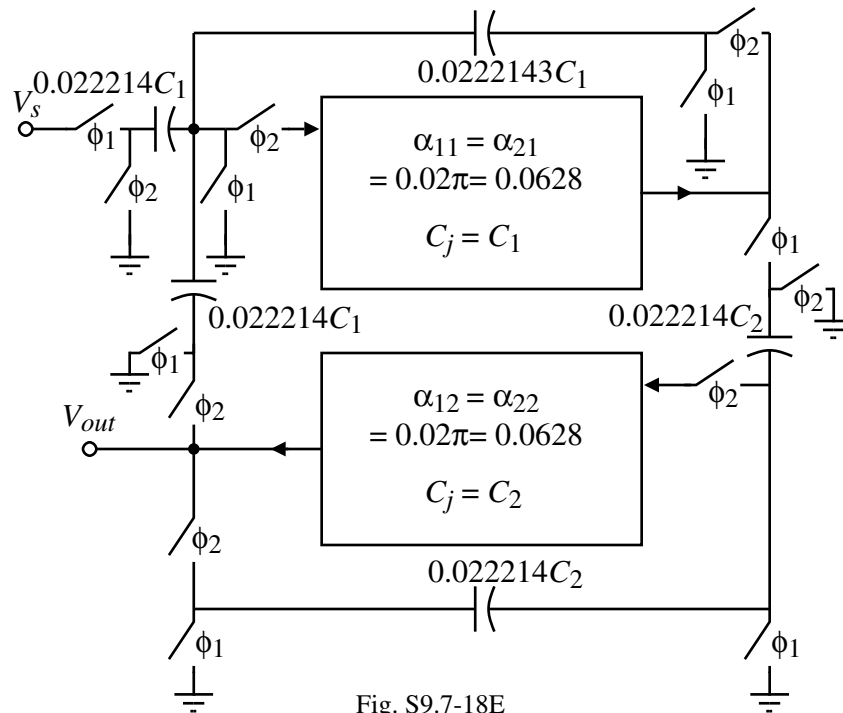 ϕ2
0.022214C1
0.0222143C1
Vs
ϕ1
ϕ1
ϕ2
α11 = α21
= 0.02π= 0.0628
Cj = C1
ϕ2
ϕ1
ϕ1
ϕ2
0.022214C1
0.022214C2
ϕ1
ϕ2
ϕ2
Vout
α12 = α22
= 0.02π= 0.0628
Cj = C2
ϕ2
0.022214C2
ϕ1
ϕ1
Fig. S9.7-18E